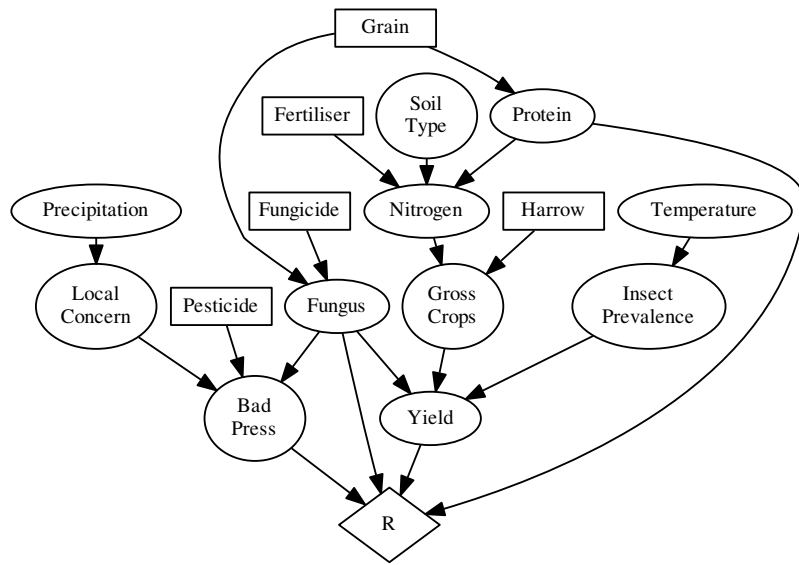 Grain
Fertiliser
Soil
Type
Protein
Precipitation
Fungicide
Nitrogen
Harrow
Temperature
Local
Concern
Pesticide
Fungus
Gross
Crops
Insect
Prevalence
Bad
Press
Yield
R